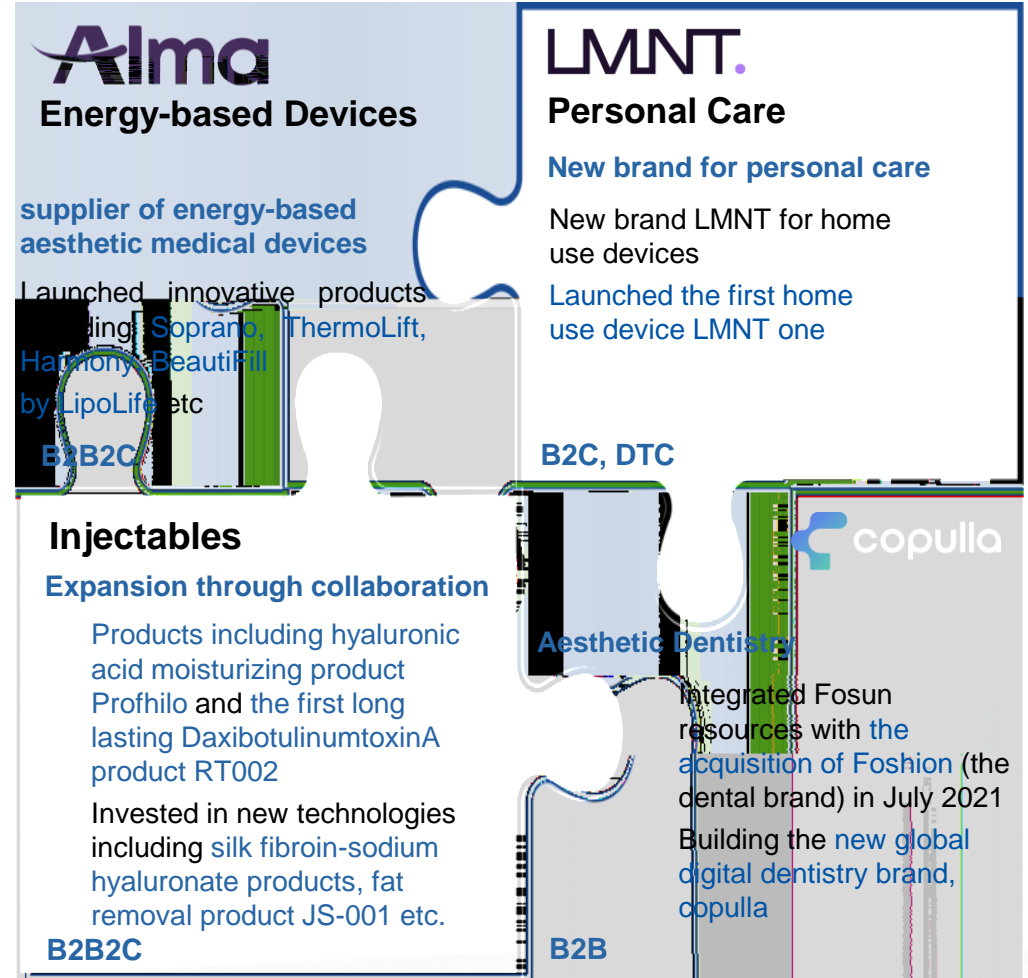 Alma
Energy-based Devices
supplier of energy-based
aesthetic medical devices
Launched innovative products
Soprano, ThermoLift,
Harmony, BeautiFill
by LipoLife etc
B2B2C
LMNT.
Personal Care
New brand for personal care
New brand LMNT for home
use devices
Launched the first home
use device LMNT one
B2C, DTC
Injectables
Expansion through collaboration
Products including hyaluronic
acid moisturizing product
Profhilo and the first long
lasting DaxibotulinumtoxinA
product RT002
Invested in new technologies
including silk fibroin-sodium
hyaluronate products, fat
removal product JS-001 etc.
B2B2C
copulla
Aesthetic Dentistry
Integrated Fosun
resources with the
acquisition of Foshion (the
dental brand) in July 2021
Building the new global
digital dentistry brand,
copulla
B2B